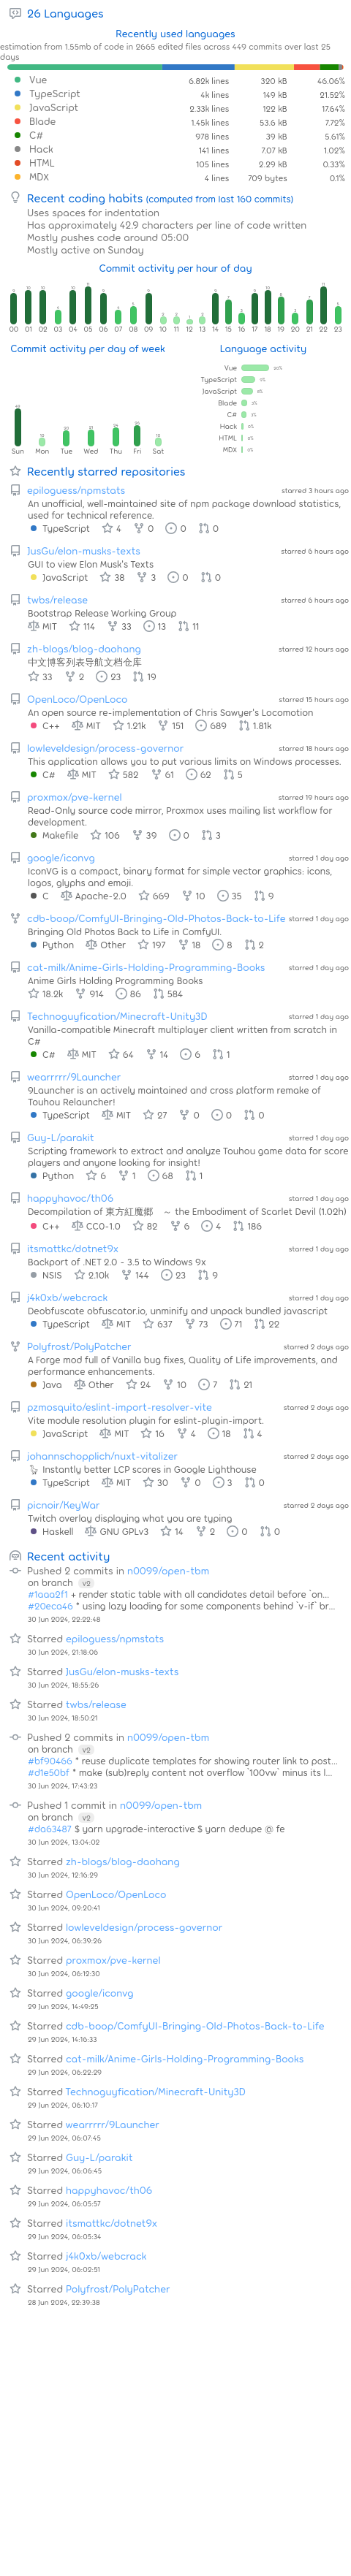 26 Languages
Recently used languages
estimation from 1.55mb of code in 2665 edited files across 449 commits over last 25
days
Vue 6.82k lines 320 kB 46.06%
TypeScript 4k lines 149 kB 21.52%
JavaScript 2.33k lines 122 kB 17.64%
Blade 1.45k lines 53.6 kB 7.72%
C# 978 lines 39 kB 5.61%
Hack 141 lines 7.07 kB 1.02%
HTML 105 lines 2.29 kB 0.33%
MDX 4 lines 709 bytes 0.1%
Recent coding habits (computed from last 160 commits)
Uses spaces for indentation
Has approximately 42.9 characters per line of code written
Mostly pushes code around 05:00
Mostly active on Sunday
Commit activity per hour of day
00 01 02 03 04 05 06 07 08 09 10 11 12 13 14 15 16 17 18 19 20 21 22 23
Commit activity per day of week
Language activity
Vue
TypeScript
JavaScript
Blade
C#
Hack
HTML
MDX
Sun Mon Tue Wed Thu Fri Sat
Recently starred repositories
epiloguess/npmstats starred 3 hours ago
An unofficial, well-maintained site of npm package download statistics,
used for technical reference.
TypeScript 4 0 0 0
JusGu/elon-musks-texts starred 6 hours ago
GUI to view Elon Musk's Texts
JavaScript 38 3 0 0
twbs/release starred 6 hours ago
Bootstrap Release Working Group
MIT 114 33 13 11
zh-blogs/blog-daohang starred 12 hours ago
中文博客列表导航文档仓库
33 2 23 19
OpenLoco/OpenLoco starred 15 hours ago
An open source re-implementation of Chris Sawyer's Locomotion
C++ MIT 1.21k 151 689 1.81k
lowleveldesign/process-governor starred 18 hours ago
This application allows you to put various limits on Windows processes.
C# MIT 582 61 62 5
proxmox/pve-kernel starred 19 hours ago
Read-Only source code mirror, Proxmox uses mailing list workflow for
development.
Makefile 106 39 0 3
google/iconvg starred 1 day ago
IconVG is a compact, binary format for simple vector graphics: icons,
logos, glyphs and emoji.
C Apache-2.0 669 10 35 9
cdb-boop/ComfyUI-Bringing-Old-Photos-Back-to-Life starred 1 day ago
Bringing Old Photos Back to Life in ComfyUI.
Python Other 197 18 8 2
cat-milk/Anime-Girls-Holding-Programming-Books starred 1 day ago
Anime Girls Holding Programming Books
18.2k 914 86 584
Technoguyfication/Minecraft-Unity3D starred 1 day ago
Vanilla-compatible Minecraft multiplayer client written from scratch in
C#
C# MIT 64 14 6 1
wearrrrr/9Launcher starred 1 day ago
9Launcher is an actively maintained and cross platform remake of
Touhou Relauncher!
TypeScript MIT 27 0 0 0
Guy-L/parakit starred 1 day ago
Scripting framework to extract and analyze Touhou game data for score
players and anyone looking for insight!
Python 6 1 68 1
happyhavoc/th06 starred 1 day ago
Decompilation of 東方紅魔郷 ～ the Embodiment of Scarlet Devil (1.02h)
C++ CC0-1.0 82 6 4 186
itsmattkc/dotnet9x starred 1 day ago
Backport of .NET 2.0 - 3.5 to Windows 9x
NSIS 2.10k 144 23 9
j4k0xb/webcrack starred 1 day ago
Deobfuscate obfuscator.io, unminify and unpack bundled javascript
TypeScript MIT 637 73 71 22
Polyfrost/PolyPatcher starred 2 days ago
A Forge mod full of Vanilla bug fixes, Quality of Life improvements, and
performance enhancements.
Java Other 24 10 7 21
pzmosquito/eslint-import-resolver-vite starred 2 days ago
Vite module resolution plugin for eslint-plugin-import.
JavaScript MIT 16 4 18 4
johannschopplich/nuxt-vitalizer starred 2 days ago
Instantly better LCP scores in Google Lighthouse
TypeScript MIT 30 0 3 0
picnoir/KeyWar starred 2 days ago
Twitch overlay displaying what you are typing
Haskell GNU GPLv3 14 2 0 0
Recent activity
Pushed 2 commits in n0099/open-tbm
on branch v2
#1aaa2f1 + render static table with all candidates detail before `on...
#20eca46 * using lazy loading for some components behind `v-if` br...
30 Jun 2024, 22:22:48
Starred epiloguess/npmstats
30 Jun 2024, 21:18:06
Starred JusGu/elon-musks-texts
30 Jun 2024, 18:55:26
Starred twbs/release
30 Jun 2024, 18:50:21
Pushed 2 commits in n0099/open-tbm
on branch v2
#bf90466 * reuse duplicate templates for showing router link to post...
#d1e50bf * make (sub)reply content not overflow `100vw` minus its l...
30 Jun 2024, 17:43:23
Pushed 1 commit in n0099/open-tbm
on branch v2
#da63487 $ yarn upgrade-interactive $ yarn dedupe @ fe
30 Jun 2024, 13:04:02
Starred zh-blogs/blog-daohang
30 Jun 2024, 12:16:29
Starred OpenLoco/OpenLoco
30 Jun 2024, 09:20:41
Starred lowleveldesign/process-governor
30 Jun 2024, 06:39:26
Starred proxmox/pve-kernel
30 Jun 2024, 06:12:30
Starred google/iconvg
29 Jun 2024, 14:49:25
Starred cdb-boop/ComfyUI-Bringing-Old-Photos-Back-to-Life
29 Jun 2024, 14:16:33
Starred cat-milk/Anime-Girls-Holding-Programming-Books
29 Jun 2024, 06:22:29
Starred Technoguyfication/Minecraft-Unity3D
29 Jun 2024, 06:10:17
Starred wearrrrr/9Launcher
29 Jun 2024, 06:07:45
Starred Guy-L/parakit
29 Jun 2024, 06:06:45
Starred happyhavoc/th06
29 Jun 2024, 06:05:57
Starred itsmattkc/dotnet9x
29 Jun 2024, 06:05:34
Starred j4k0xb/webcrack
29 Jun 2024, 06:02:51
Starred Polyfrost/PolyPatcher
28 Jun 2024, 22:39:38